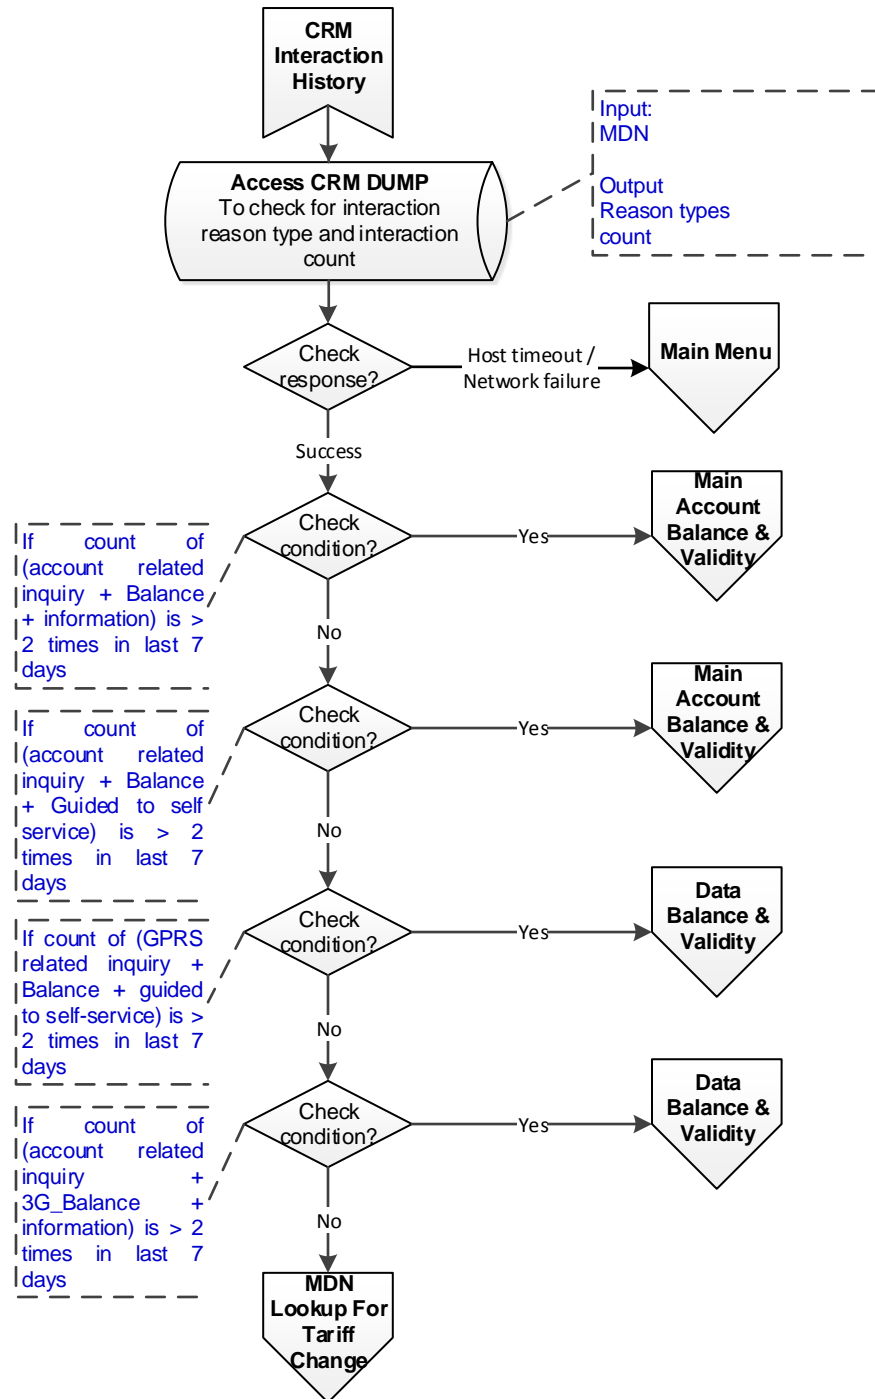 CRM
Interaction
History
Input:
MDN
Output
Reason types
count
Access CRM DUMP
To check for interaction
reason type and interaction
count
Check
response?
Host timeout /
Network failure
Main Menu
Success
Check
condition?
Yes
Main
Account
Balance &
Validity
If count of
(account related
inquiry + Balance
+ information) is >
2 times in last 7
days
No
Check
condition?
Yes
Main
Account
Balance &
Validity
If count of
(account related
inquiry + Balance
+ Guided to self
service) is > 2
times in last 7
days
No
Check
condition?
Yes
Data
Balance &
Validity
If count of (GPRS
related inquiry +
Balance + guided
to self-service) is >
2 times in last 7
days
No
Check
condition?
Yes
Data
Balance &
Validity
If count of
(account related
inquiry +
3G_Balance +
information) is > 2
times in last 7
days
No
MDN
Lookup For
Tariff
Change